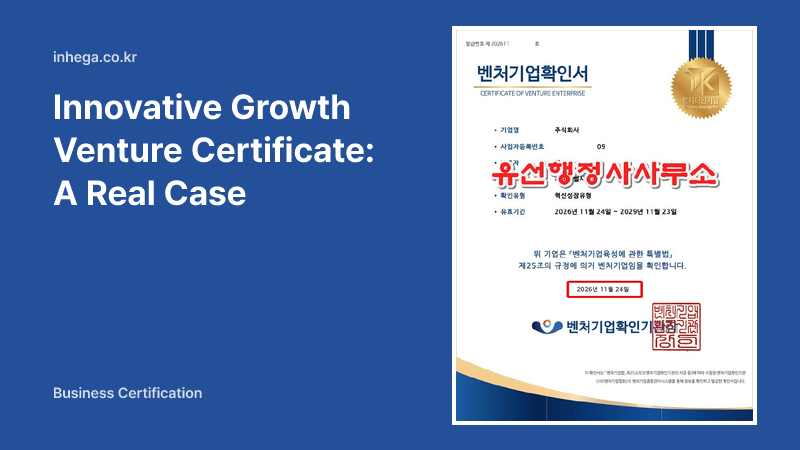 inhega.co.kr
Innovative Growth
Venture Certificate:
A Real Case
Business Certification
발급번호 제 202611 호
벤처기업확인서
CERTIFICATE OF VENTURE ENTERPRISE
• 기업명 주식회사
• 사업자등록번호 09
유선행정사사무소
• 확인유형 혁신성장유형
• 유효기간 2026년 11월 24일 ~ 2029년 11월 23일
위 기업은 「벤처기업육성에 관한 특별법」
제25조의 규정에 의거 벤처기업임을 확인합니다.
2026년 11월 24일
벤처기업확인기관장